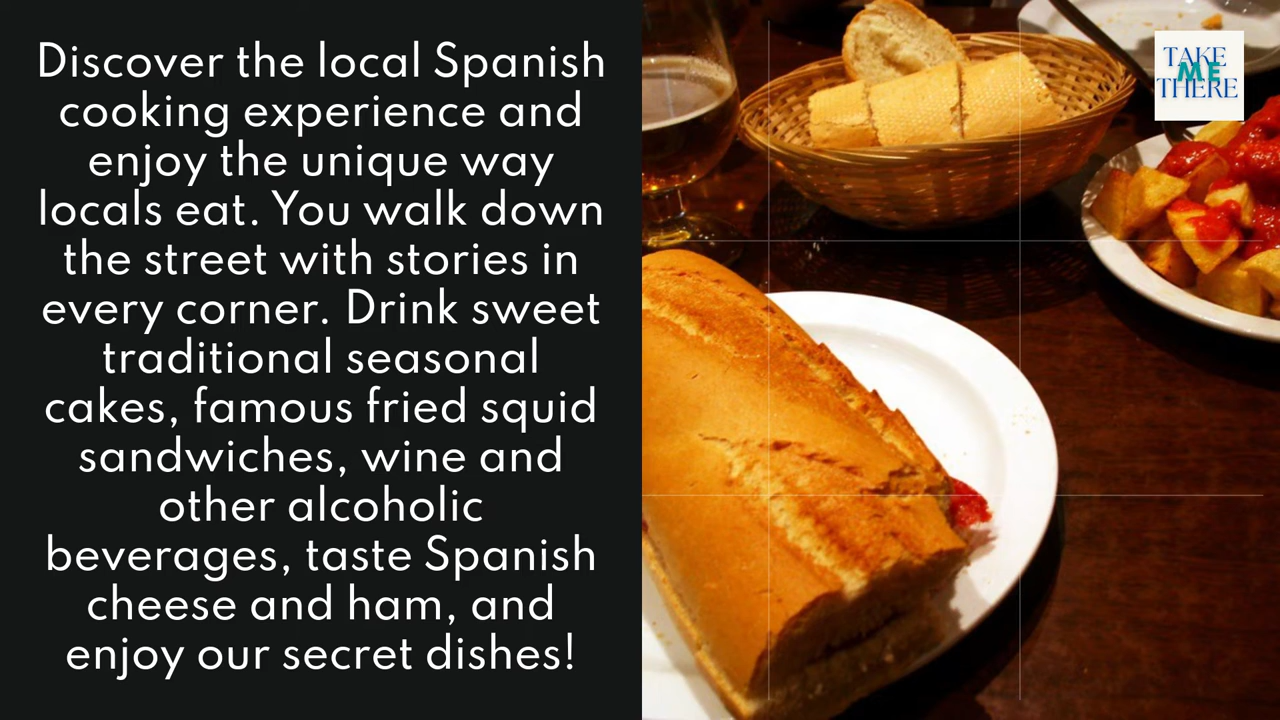 Discover the local Spanish
cooking experience and
enjoy the unique way
locals eat. You walk down
the street with stories in
every corner. Drink sweet
traditional seasonal
cakes, famous fried squid
sandwiches, wine and
other alcoholic
beverages, taste Spanish
cheese and ham, and
enjoy our secret dishes!
TAKE
ME
THERE